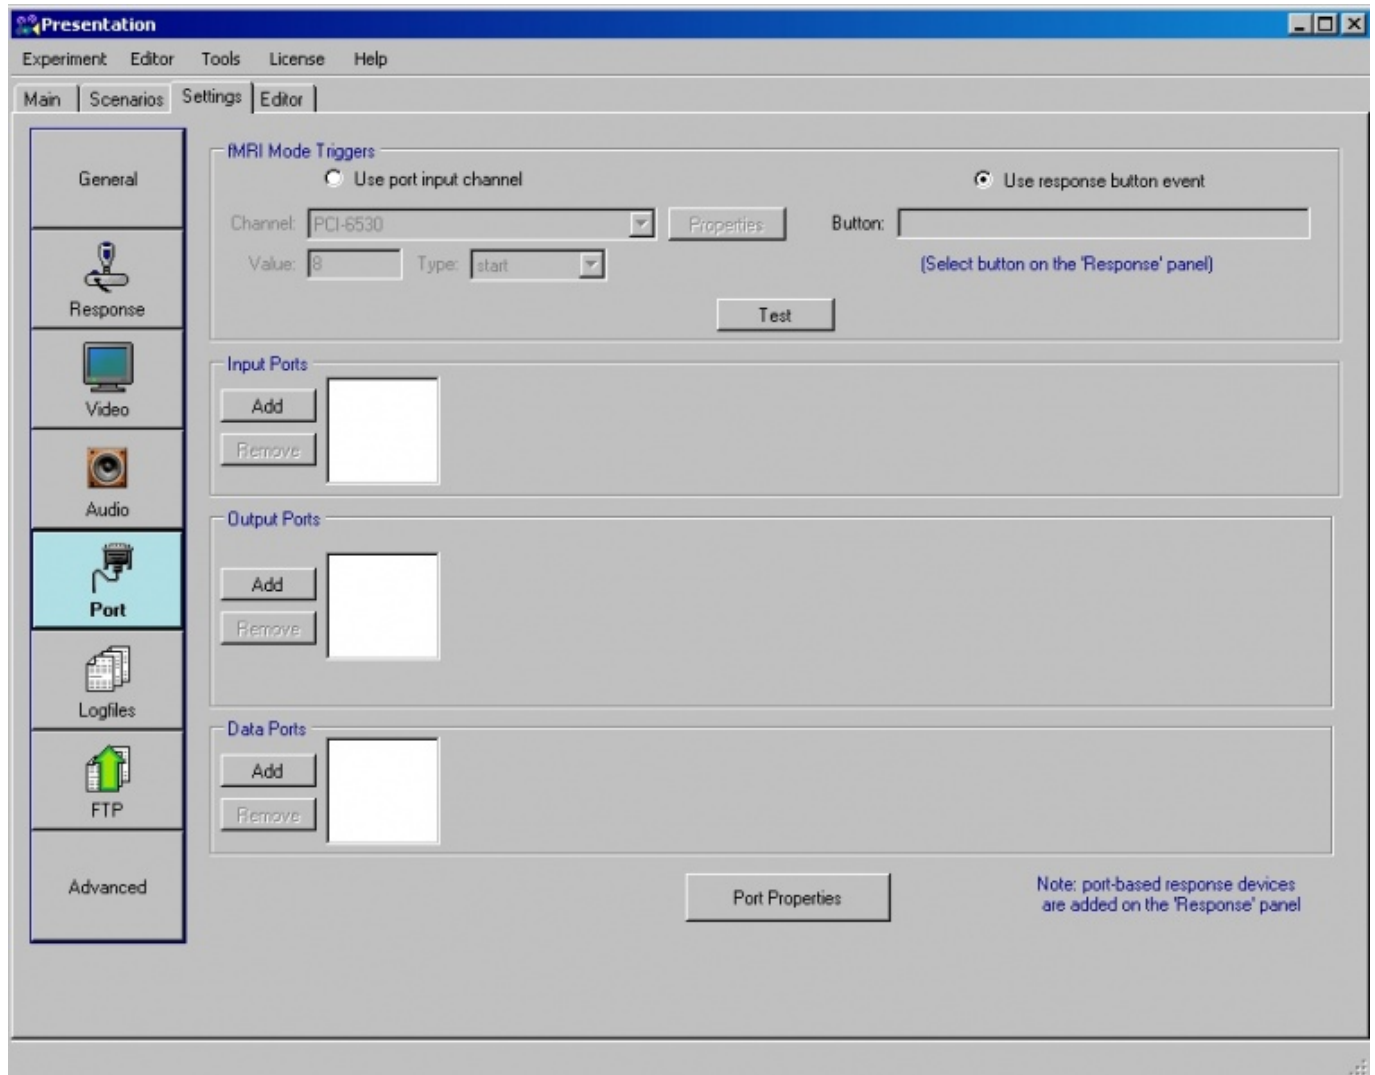 Presentation
Experiment Editor Tools License Help
Main Scenarios Settings Editor
General
Response
Video
Audio
Port
Logfiles
FTP
Advanced
fMRI Mode Triggers
Use port input channel
Use response button event
Channel: PCI-6530 Properties
Button:
Value: 8 Type: start
(Select button on the 'Response' panel)
Test
Input Ports
Add
Remove
Output Ports
Add
Remove
Data Ports
Add
Remove
Port Properties
Note: port-based response devices
are added on the 'Response' panel